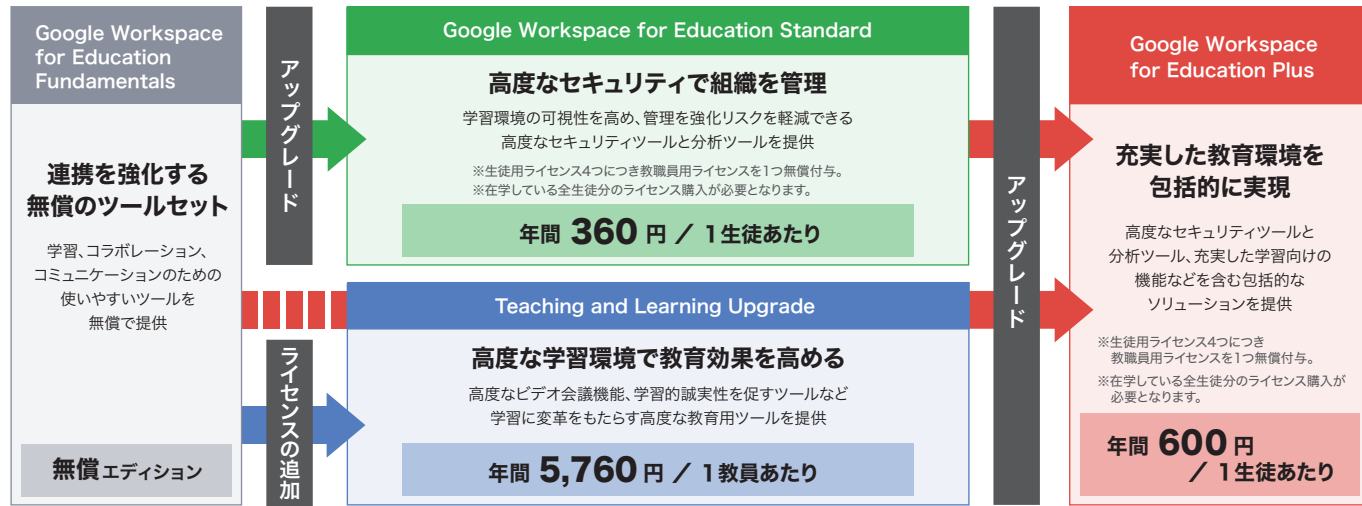 Google Workspace
for Education
Fundamentals
連携を強化する
無償のツールセット
学習、コラボレーション、
コミュニケーションのための
使いやすいツールを
無償で提供
無償エディション
アップグレード
Google Workspace for Education Standard
高度なセキュリティで組織を管理
学習環境の可視性を高め、管理を強化リスクを軽減できる
高度なセキュリティツールと分析ツールを提供
※生徒用ライセンス4つにつき教職員用ライセンスを1つ無償付与。
※在学している全生徒分のライセンス購入が必要となります。
年間 360 円 / 1生徒あたり
ライセンスの追加
Teaching and Learning Upgrade
高度な学習環境で教育効果を高める
高度なビデオ会議機能、学習的誠実性を促すツールなど
学習に変革をもたらす高度な教育用ツールを提供
年間 5,760 円 / 1教員あたり
アップグレード
Google Workspace
for Education Plus
充実した教育環境を
包括的に実現
高度なセキュリティツールと
分析ツール、充実した学習向けの
機能などを含む包括的な
ソリューションを提供
※生徒用ライセンス4つにつき
教職員用ライセンスを1つ無償付与。
※在学している全生徒分のライセンス購入が
必要となります。
年間 600 円
/ 1生徒あたり